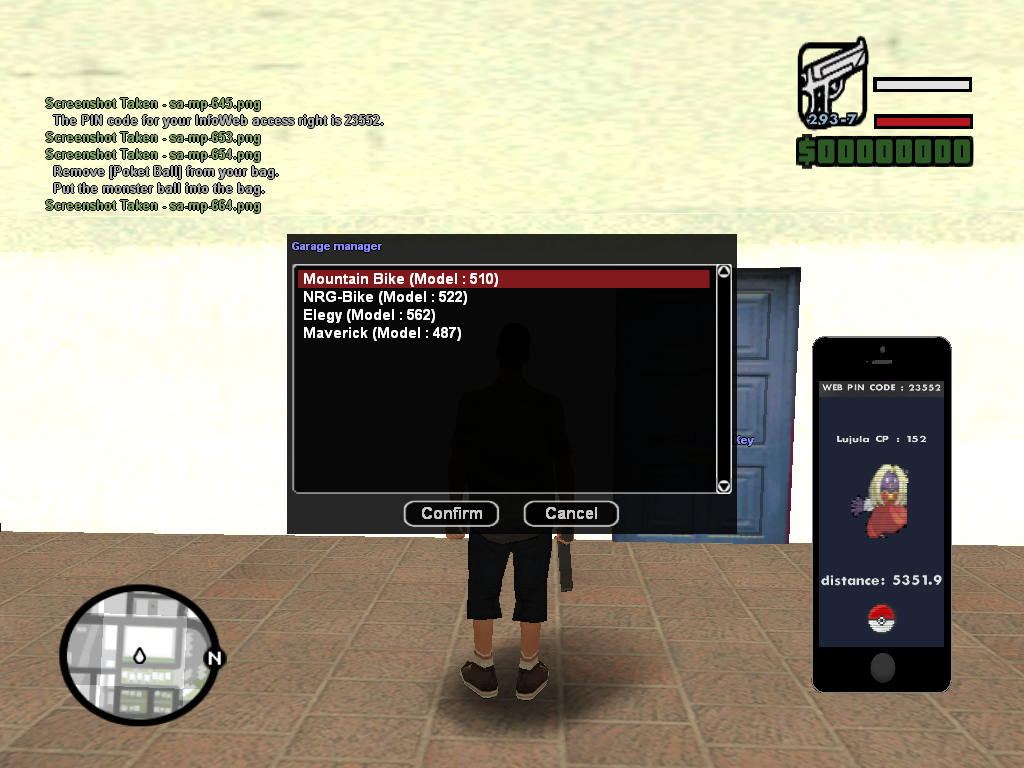 Screenshot Taken - sa-mp-645.png
The PIN code for your InfoWeb access right is 23552.
Screenshot Taken - sa-mp-653.png
Screenshot Taken - sa-mp-654.png
Remove [Poket Ball] from your bag.
Put the monster ball into the bag.
Screenshot Taken - sa-mp-664.png
293-7
$00000000
Garage manager
Mountain Bike (Model : 510)
NRG-Bike (Model : 522)
Elegy (Model : 562)
Maverick (Model : 487)
Confirm
Cancel
Key
WEB PIN CODE : 23552
Lujula CP : 152
distance: 5351.9
N